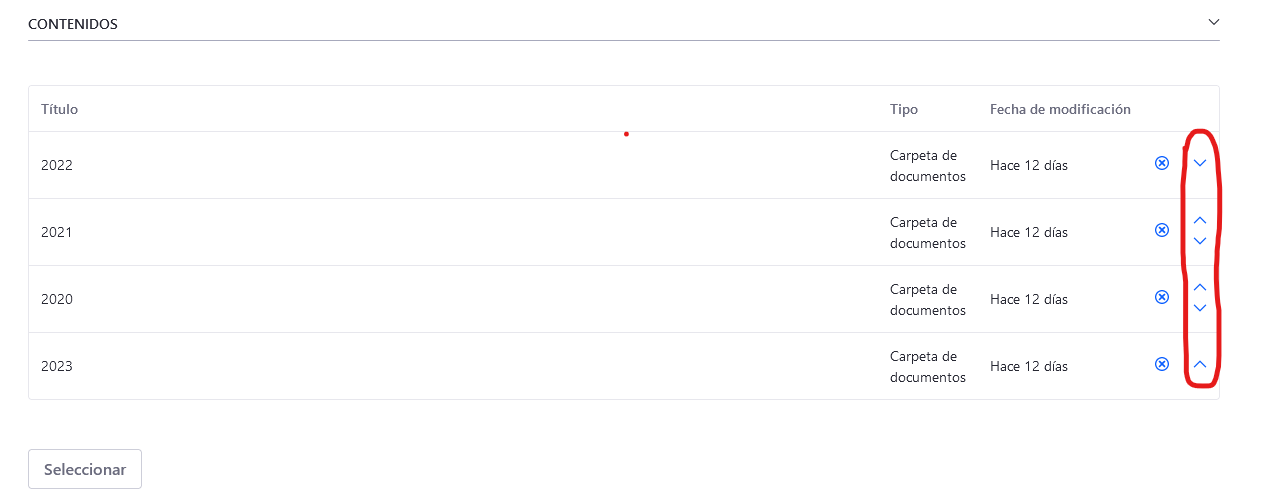 CONTENIDOS
Título Tipo Fecha de modificación
2022 Carpeta de documentos Hace 12 días
2021 Carpeta de documentos Hace 12 días
2020 Carpeta de documentos Hace 12 días
2023 Carpeta de documentos Hace 12 días
Seleccionar